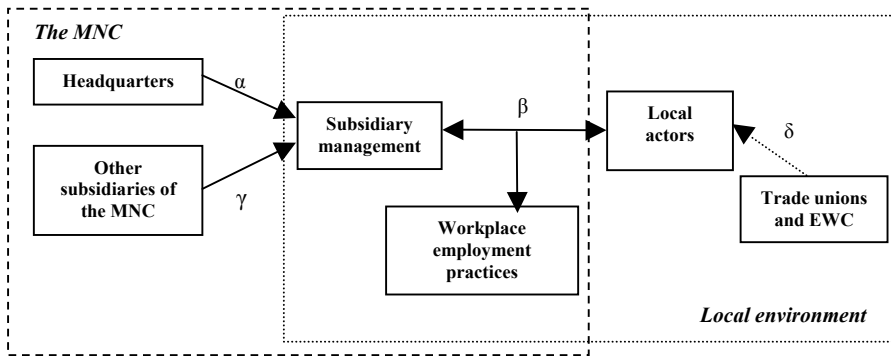 The MNC
Headquarters
α
Other
subsidiaries of
the MNC
γ
Subsidiary
management
β
Local
actors
δ
Trade unions
and EWC
Workplace
employment
practices
Local environment